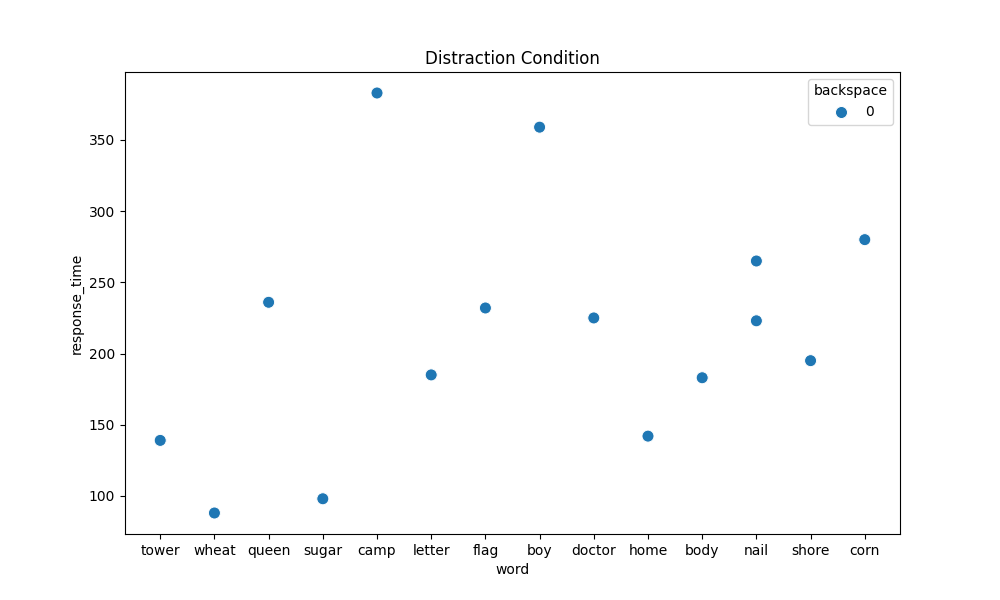 Distraction Condition
backspace
0
350
300
250
200
150
100
response_time
tower wheat queen sugar camp letter flag boy doctor home body nail shore corn
word